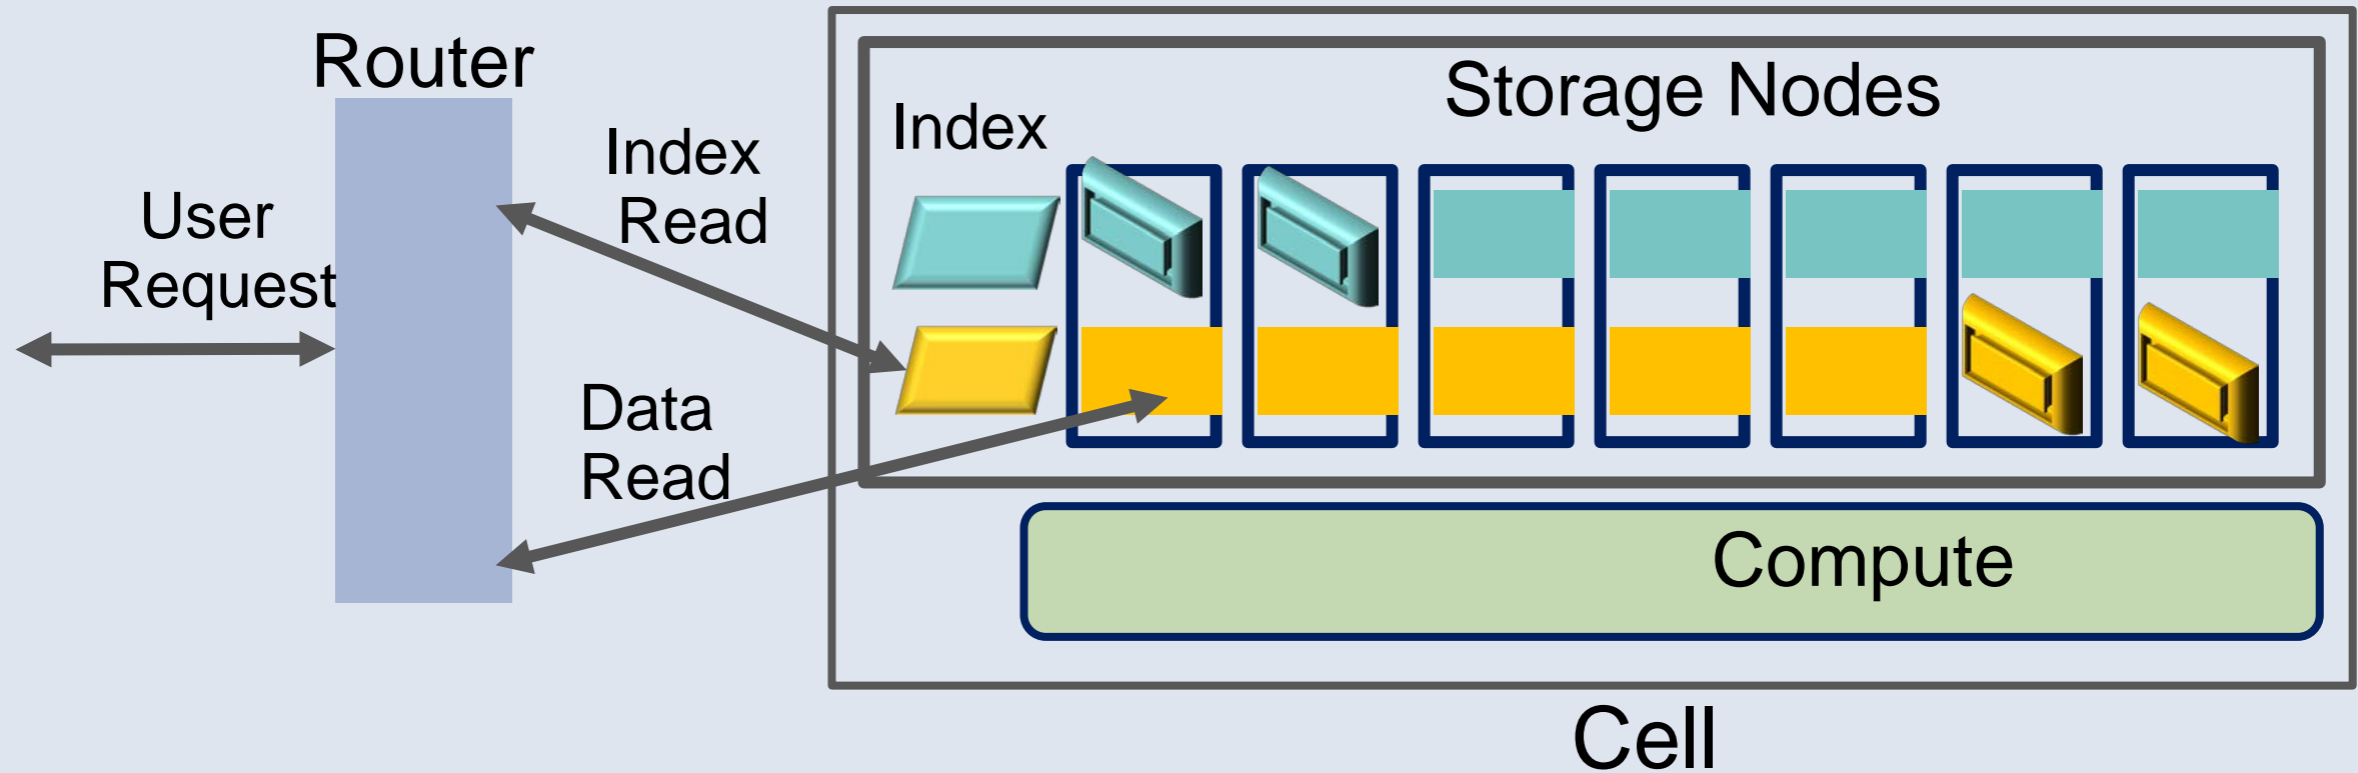 Router
User
Request
Index
Read
Data
Read
Index
Storage Nodes
Compute
Cell